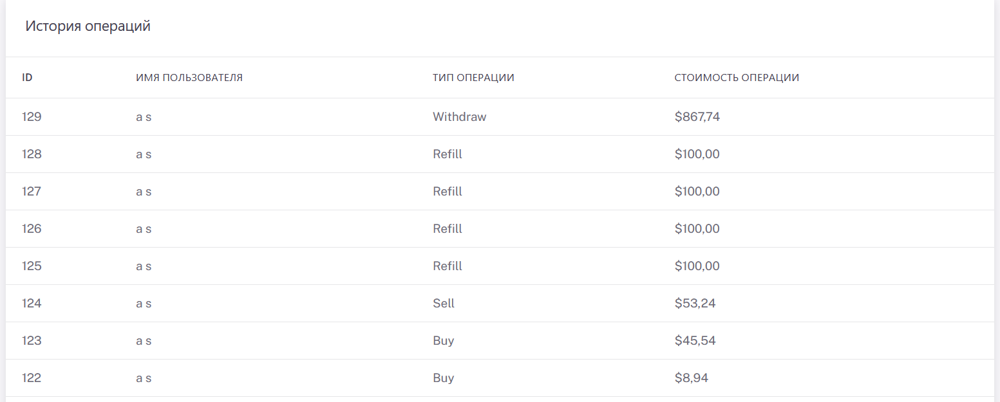 История операций
ID ИМЯ ПОЛЬЗОВАТЕЛЯ ТИП ОПЕРАЦИИ СТОИМОСТЬ ОПЕРАЦИИ
129 a s Withdraw $867,74
128 a s Refill $100,00
127 a s Refill $100,00
126 a s Refill $100,00
125 a s Refill $100,00
124 a s Sell $53,24
123 a s Buy $45,54
122 a s Buy $8,94